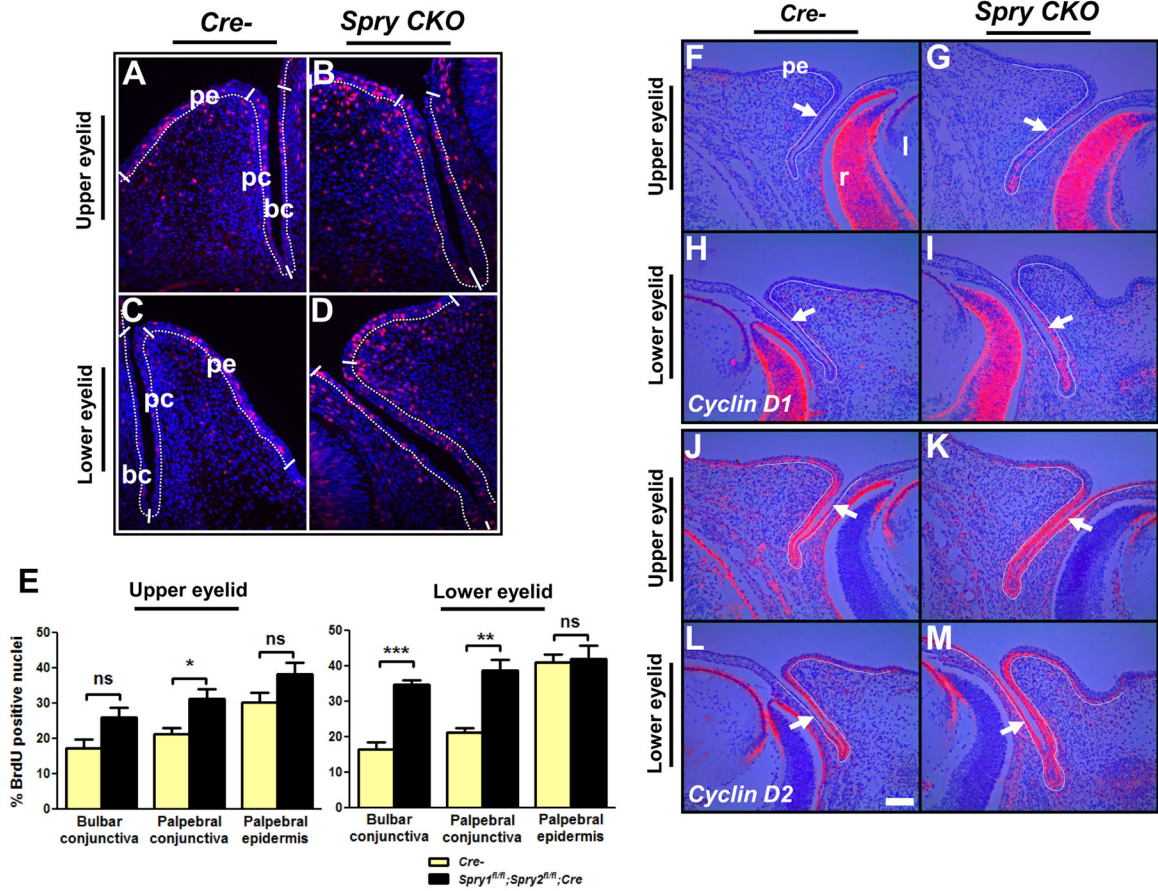 Cre-
Spry CKO
Upper eyelid
A
pe
pc
bc
B
Lower eyelid
C
pe
pc
bc
D
E
Upper eyelid
Lower eyelid
% BrdU positive nuclei
50
40
30
20
10
0
ns
*
ns
Bulbar conjunctiva
Palpebral conjunctiva
Palpebral epidermis
50
40
30
20
10
0
***
**
ns
Bulbar conjunctiva
Palpebral conjunctiva
Palpebral epidermis
Cre-
Spry1fl/fl;Spry2fl/fl;Cre
Cre-
Spry CKO
Upper eyelid
F
pe
r
l
G
Lower eyelid
H
Cyclin D1
I
Upper eyelid
J
K
Lower eyelid
L
Cyclin D2
M